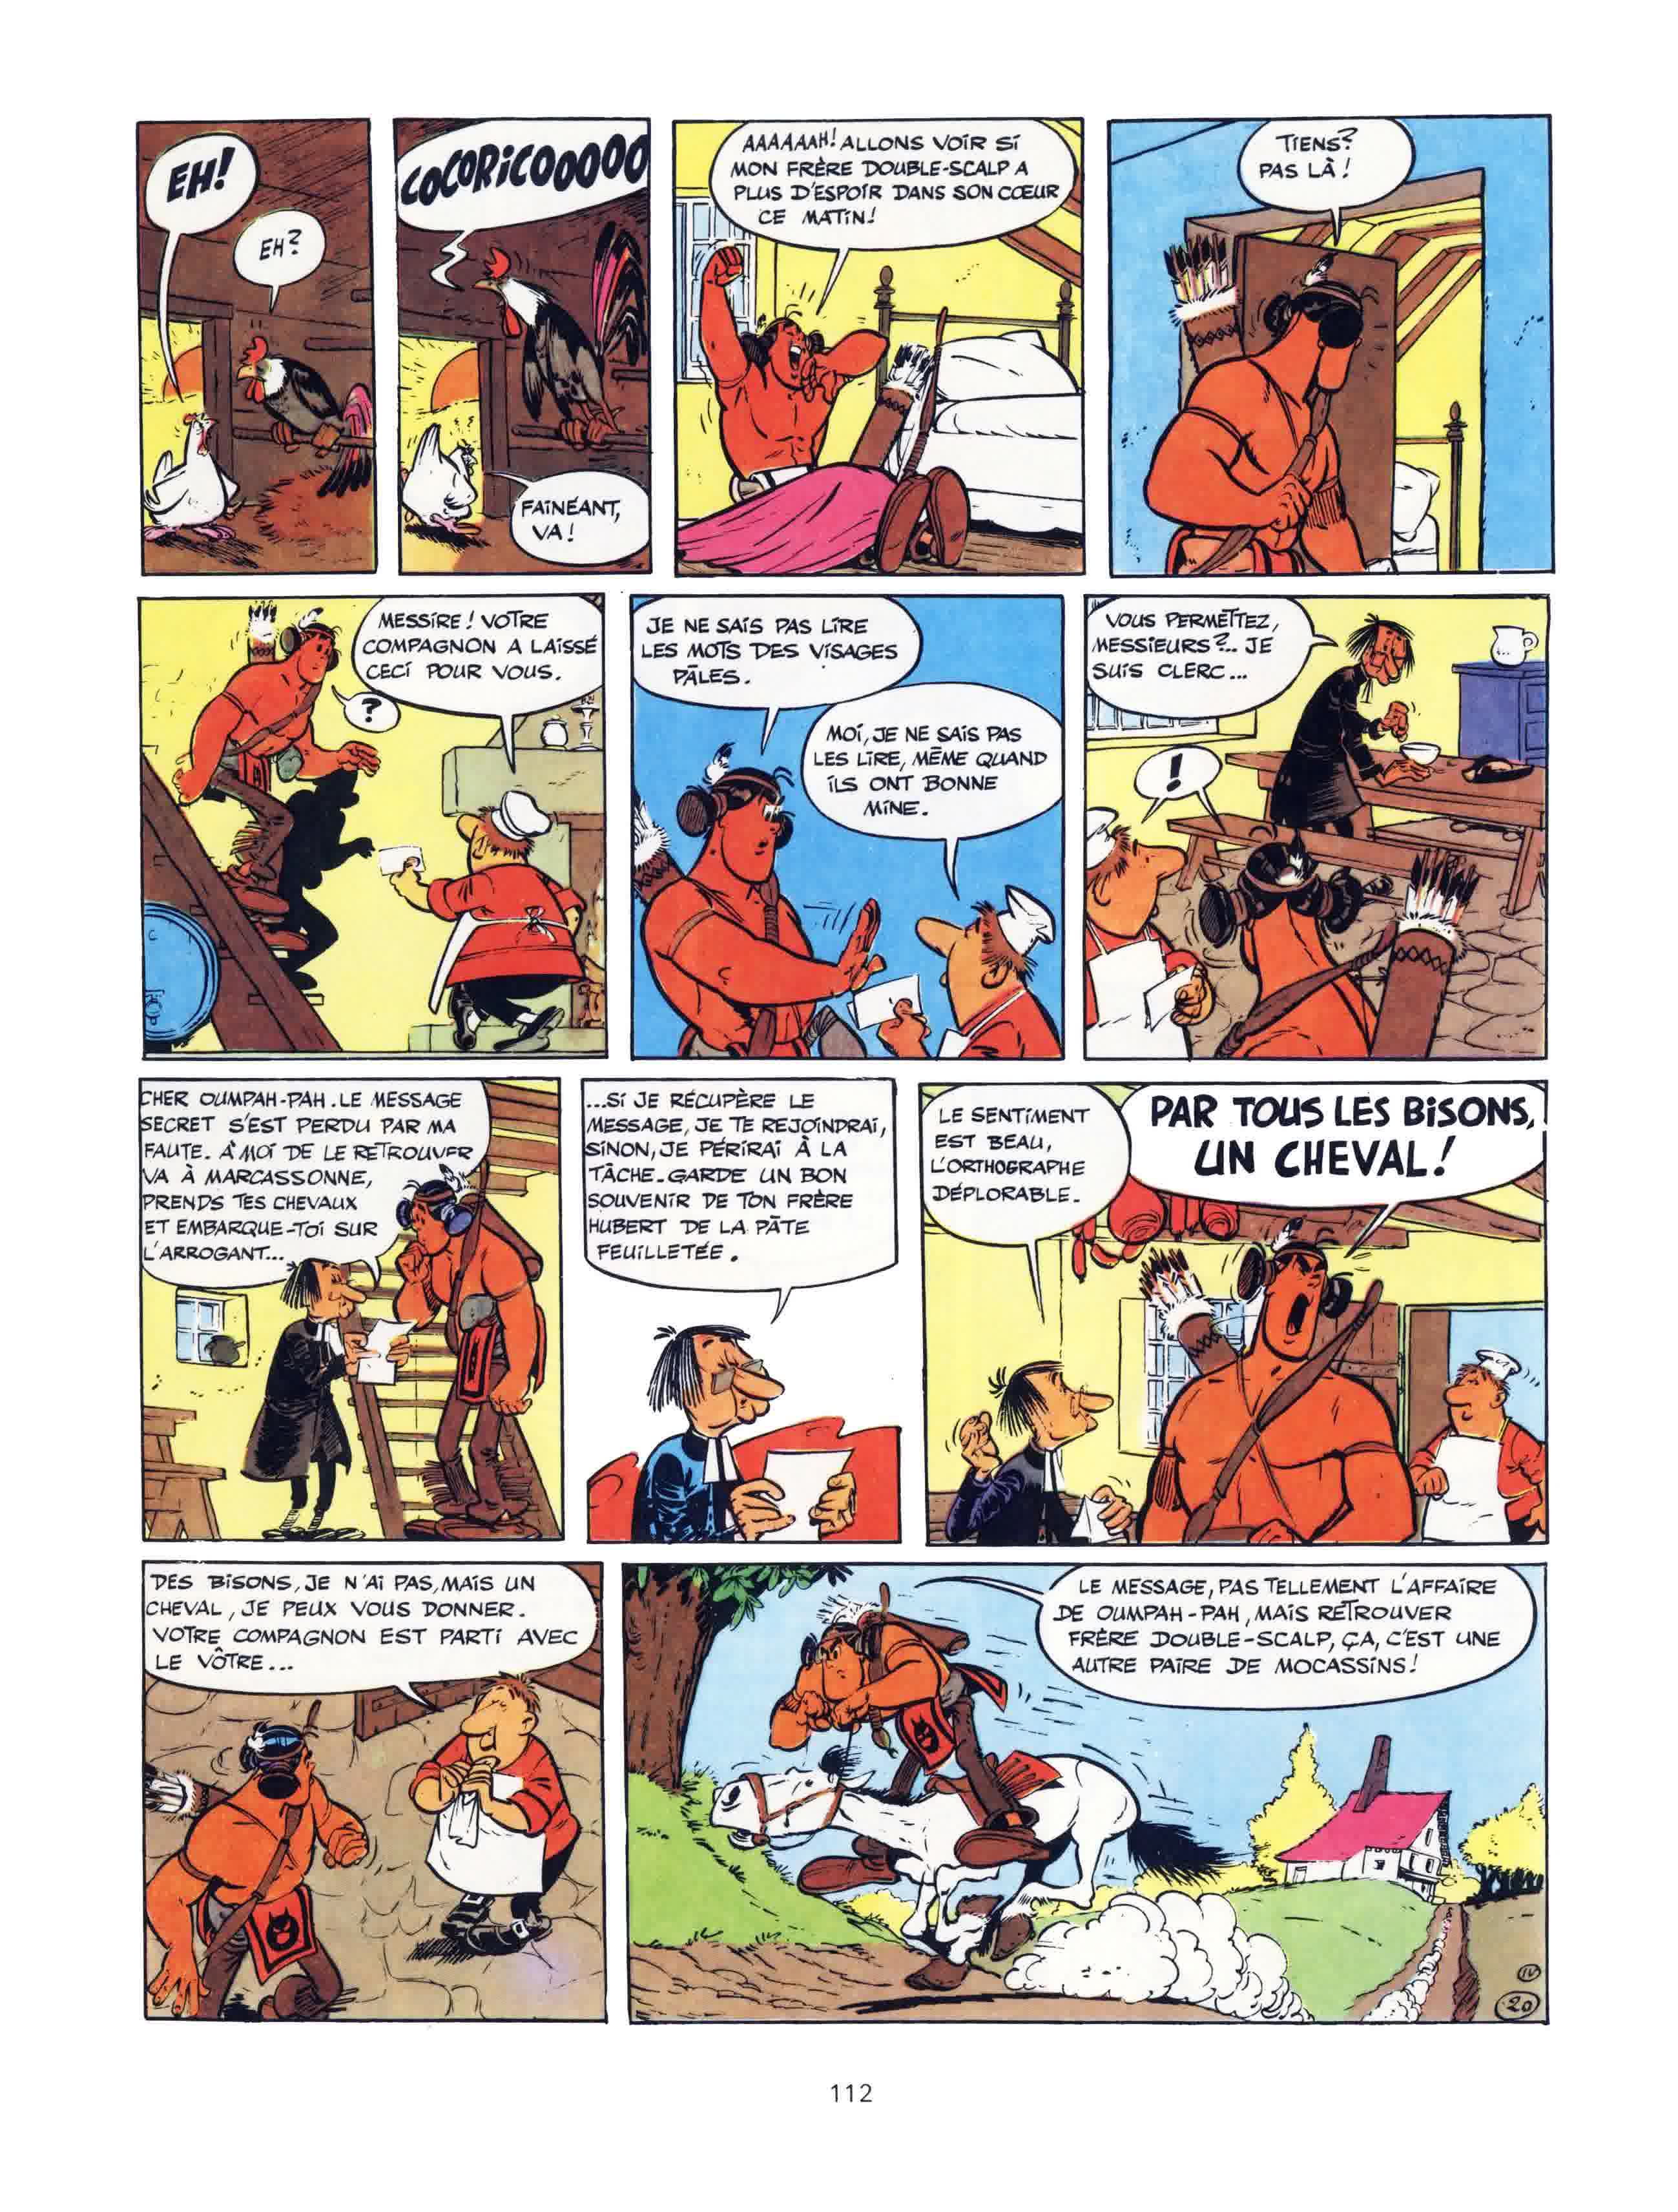 EH!
EH?
COCORICOOOOO
FAINÉANT,
VA!
AAAAAAH! ALLONS VOIR SI
MON FRÈRE DOUBLE-SCALP A
PLUS D'ESPOIR DANS SON CŒUR
CE MATIN!
TIENS?
PAS LÀ!
MESSIRE! VOTRE
COMPAGNON A LAISSÉ
CECI POUR VOUS.
?
JE NE SAIS PAS LIRE
LES MOTS DES VISAGES
PÂLES.
MOI, JE NE SAIS PAS
LES LIRE, MÊME QUAND
ILS ONT BONNE
MINE.
VOUS PERMETTEZ,
MESSIEURS?.. JE
SUIS CLERC...
!
CHER OUMPAH-PAH. LE MESSAGE
SECRET S'EST PERDU PAR MA
FAUTE. À MOI DE LE RETROUVER
VA À MARCASSONNE,
PRENDS TES CHEVAUX
ET EMBARQUE-TOI SUR
L'ARROGANT...
...SI JE RÉCUPÈRE LE
MESSAGE, JE TE REJOINDRAI,
SINON, JE PÉRIRAI À LA
TÂCHE. GARDE UN BON
SOUVENIR DE TON FRÈRE
HUBERT DE LA PÂTE
FEUILLETÉE.
LE SENTIMENT
EST BEAU,
L'ORTHOGRAPHE
DÉPLORABLE.
PAR TOUS LES BISONS,
UN CHEVAL!
DES BISONS, JE N'AI PAS, MAIS UN
CHEVAL, JE PEUX VOUS DONNER.
VOTRE COMPAGNON EST PARTI AVEC
LE VÔTRE...
LE MESSAGE, PAS TELLEMENT L'AFFAIRE
DE OUMPAH-PAH, MAIS RETROUVER
FRÈRE DOUBLE-SCALP, ÇA, C'EST UNE
AUTRE PAIRE DE MOCASSINS!
IV
20
112